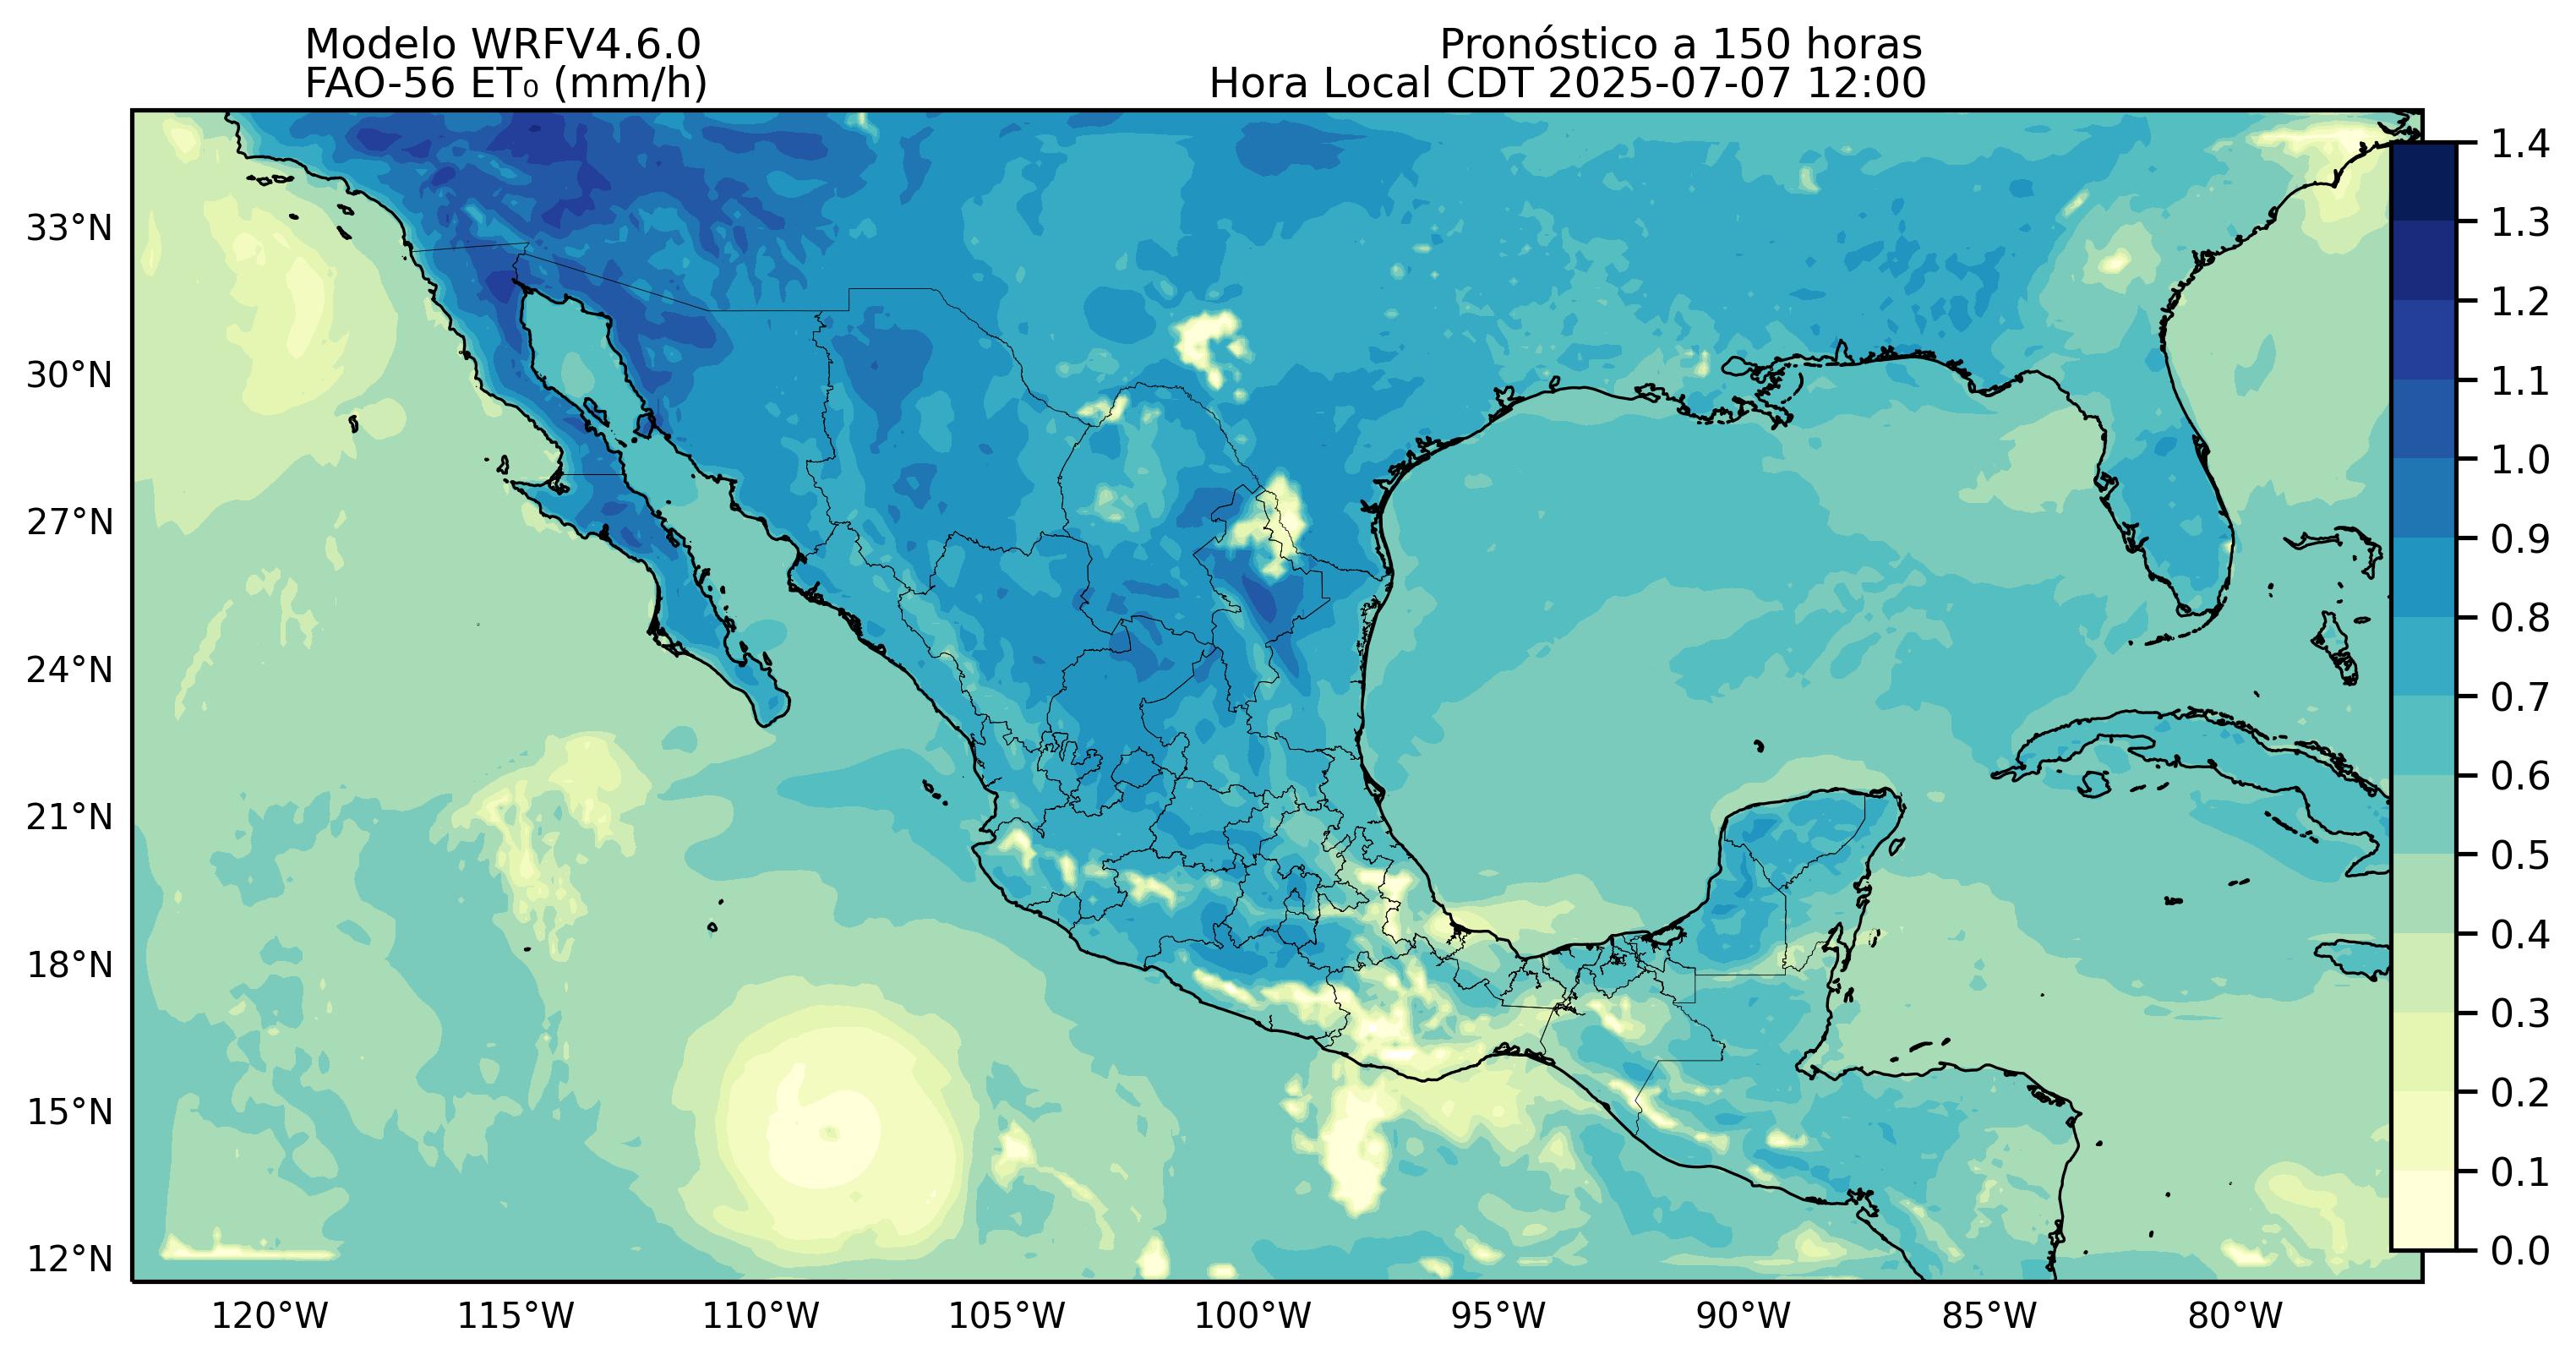 Modelo WRFV4.6.0
FAO-56 ET₀ (mm/h)
Pronóstico a 150 horas
Hora Local CDT 2025-07-07 12:00
33°N
30°N
27°N
24°N
21°N
18°N
15°N
12°N
120°W
115°W
110°W
105°W
100°W
95°W
90°W
85°W
80°W
1.4
1.3
1.2
1.1
1.0
0.9
0.8
0.7
0.6
0.5
0.4
0.3
0.2
0.1
0.0